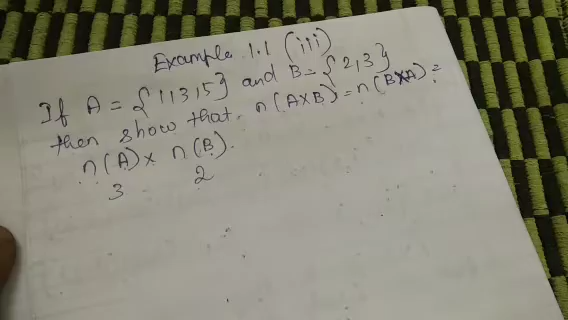 Example 1.1 (iii)
If A = {1,3,5} and B = {2,3}
then show that n(A×B) = n(B×A) =
n(A) × n(B).
3 2